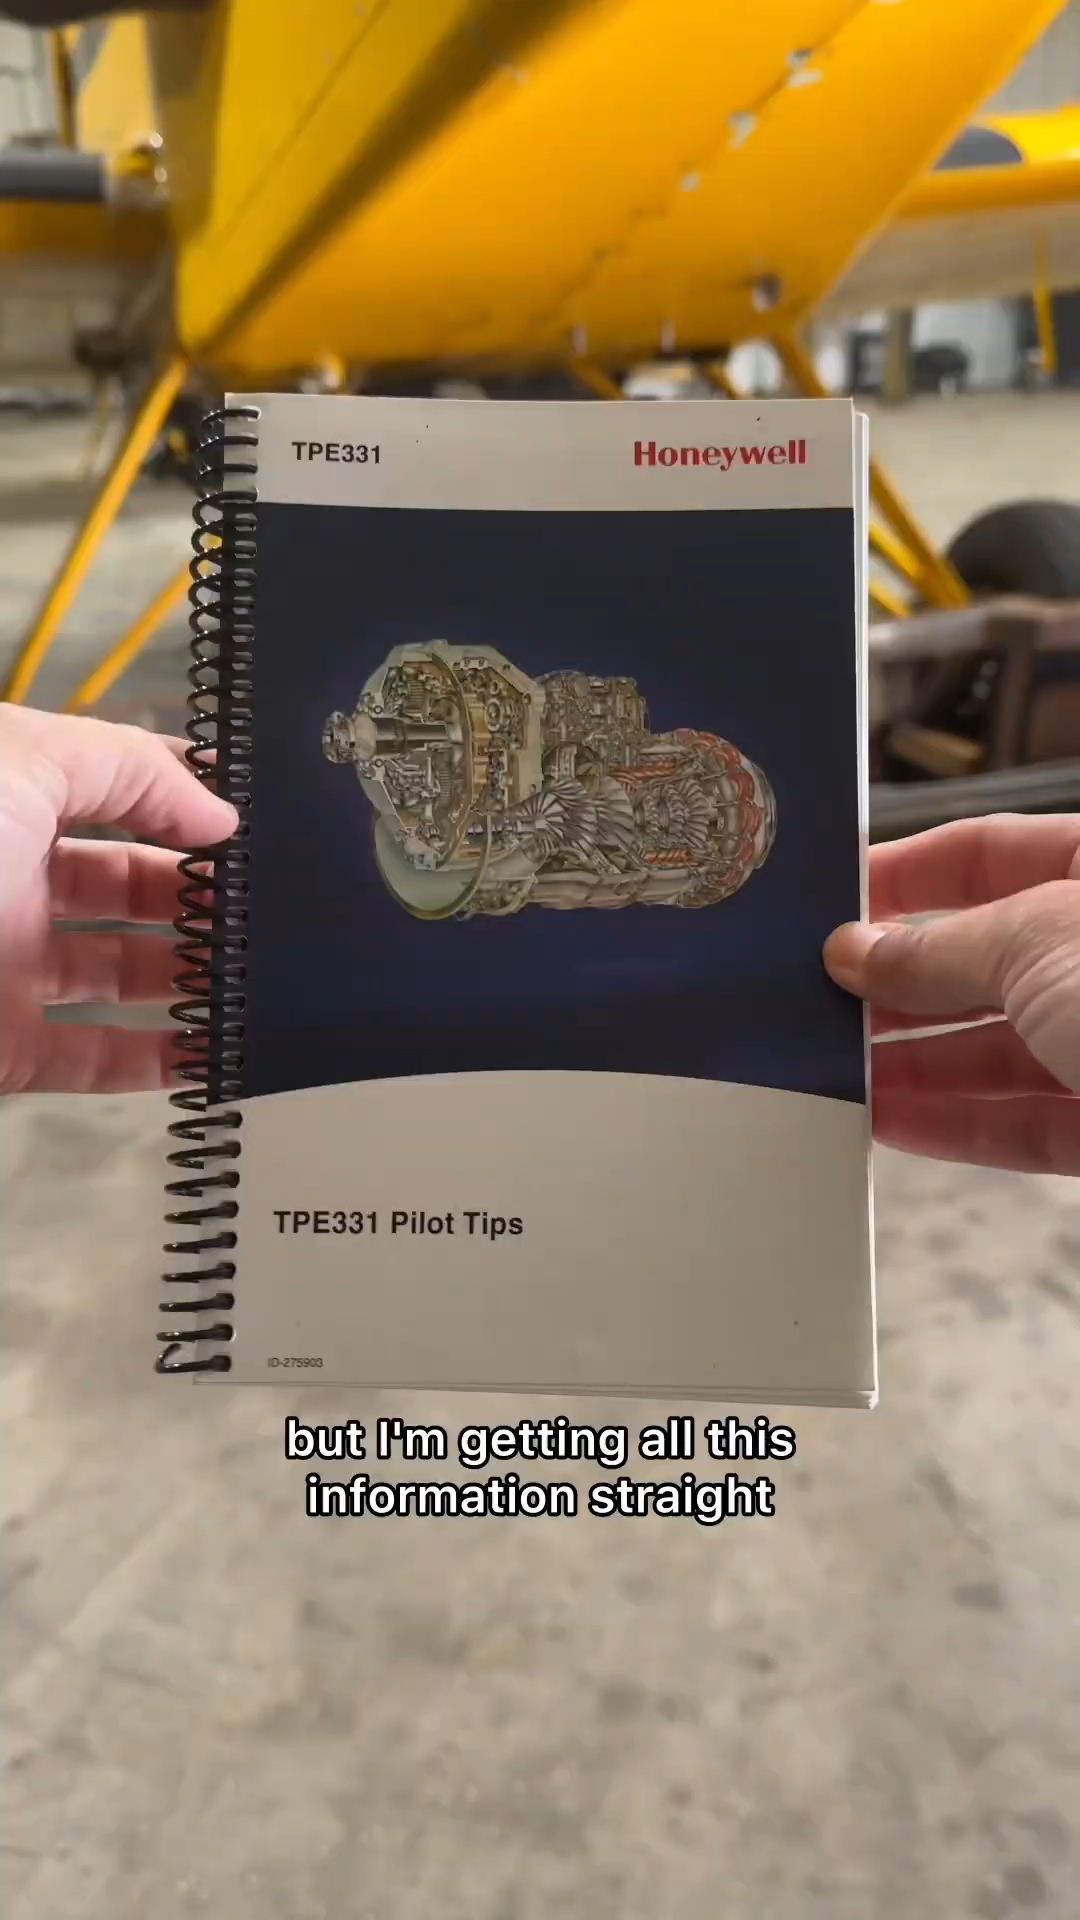 TPE331
Honeywell
TPE331 Pilot Tips
ID-275903
but I'm getting all this
information straight